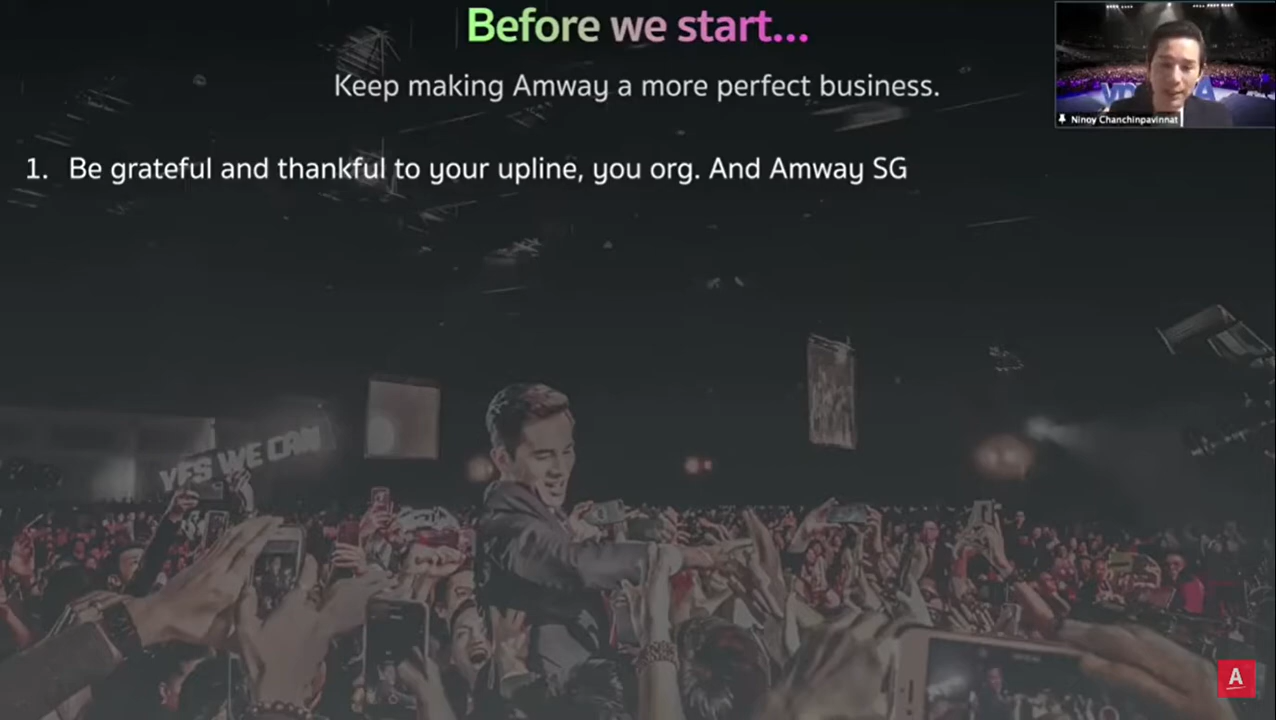 Before we start...
Keep making Amway a more perfect business.
Ninoy Chanchinpavinnat
1. Be grateful and thankful to your upline, you org. And Amway SG
YES WE CAN
A